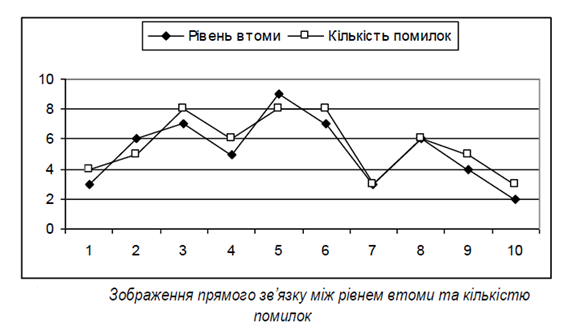 Рівень втоми Кількість помилок
10
8
6
4
2
0
1 2 3 4 5 6 7 8 9 10
Зображення прямого зв’язку між рівнем втоми та кількістю
помилок